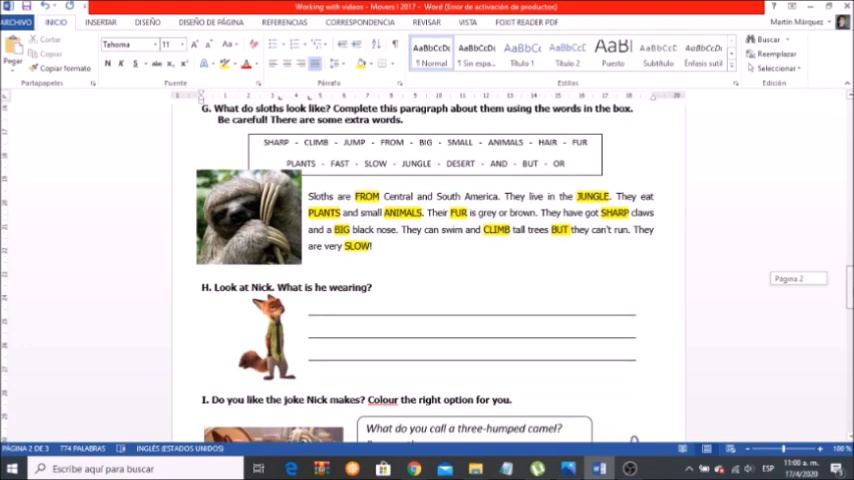 Working with videos - Movers I 2017 - Word (Error de activación de productos)
ARCHIVO INICIO INSERTAR DISEÑO DISEÑO DE PÁGINA REFERENCIAS CORRESPONDENCIA REVISAR VISTA FOXIT READER PDF Martín Márquez
Pegar
Cortar
Copiar
Copiar formato
Portapapeles
Tahoma 11
Fuente
Párrafo
AaBbCcDc AaBbCcDc AaBbC AaBbCcC AaB AaBbCcC
¶ Normal ¶ Sin espa... Título 1 Título 2 Puesto Subtítulo Énfasis sutil
Estilos
Buscar
Reemplazar
Seleccionar
Edición
G. What do sloths look like? Complete this paragraph about them using the words in the box.
Be careful! There are some extra words.
SHARP - CLIMB - JUMP - FROM - BIG - SMALL - ANIMALS - HAIR - FUR
PLANTS - FAST - SLOW - JUNGLE - DESERT - AND - BUT - OR
Sloths are FROM Central and South America. They live in the JUNGLE. They eat
PLANTS and small ANIMALS. Their FUR is grey or brown. They have got SHARP claws
and a BIG black nose. They can swim and CLIMB tall trees BUT they can't run. They
are very SLOW!
Página 2
H. Look at Nick. What is he wearing?
I. Do you like the joke Nick makes? Colour the right option for you.
What do you call a three-humped camel?
PÁGINA 2 DE 3 774 PALABRAS INGLÉS (ESTADOS UNIDOS) 100 %
Escribe aquí para buscar
ESP
11:00 a. m.
17/4/2020